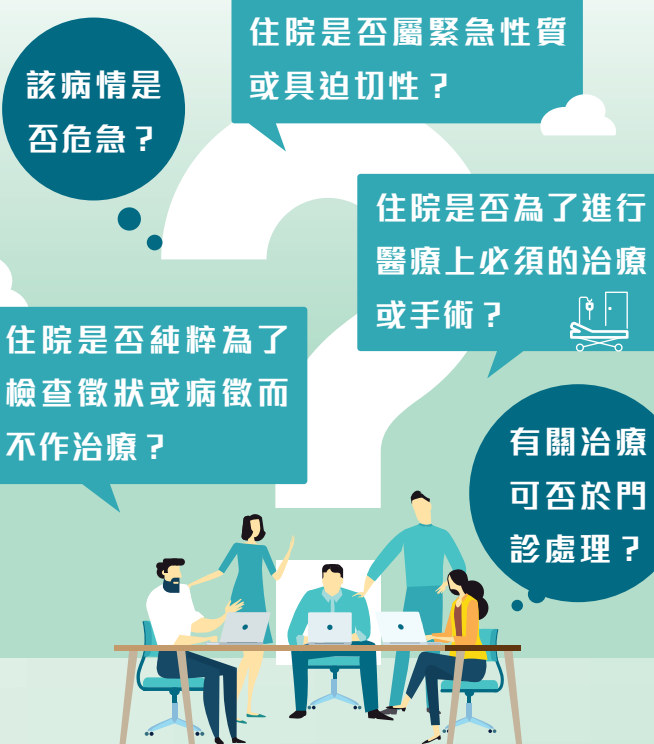 住院是否屬緊急性質
或具迫切性？
該病情是
否危急？
住院是否為了進行
醫療上必須的治療
或手術？
住院是否純粹為了
檢查徵狀或病徵而
不作治療？
有關治療
可否於門
診處理？